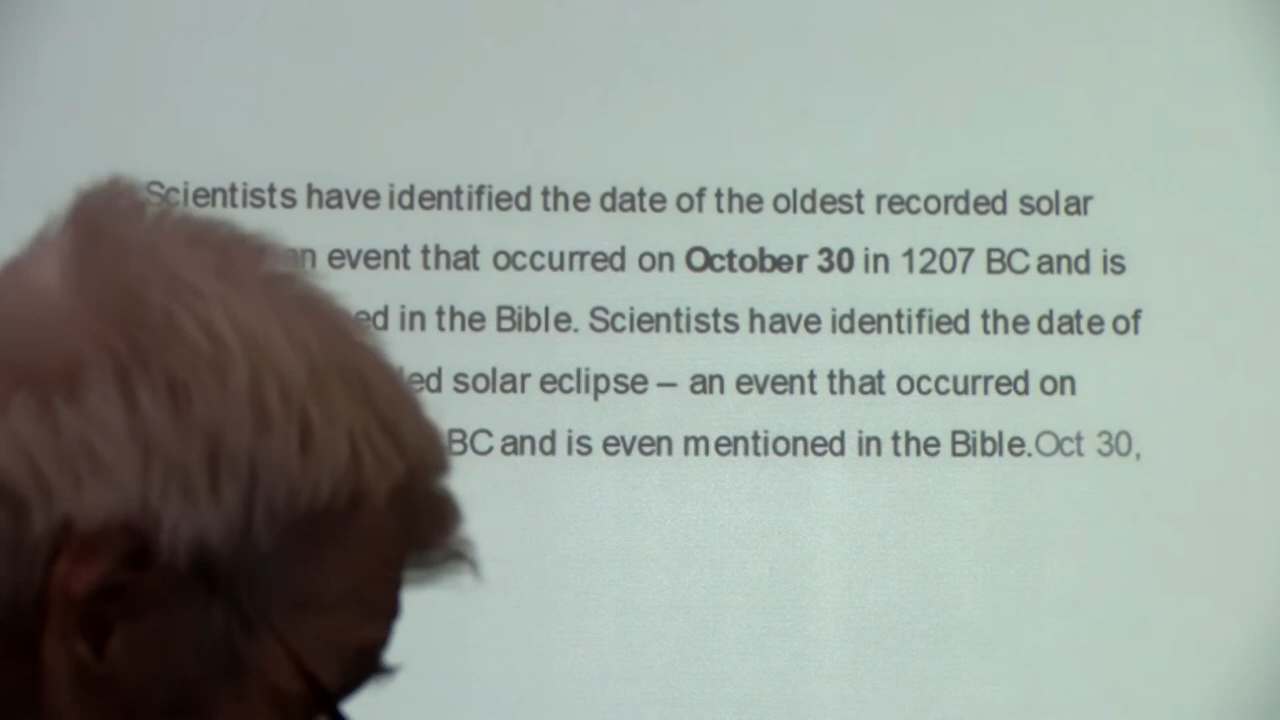 Scientists have identified the date of the oldest recorded solar
an event that occurred on October 30 in 1207 BC and is
in the Bible. Scientists have identified the date of
solar eclipse – an event that occurred on
BC and is even mentioned in the Bible.Oct 30,